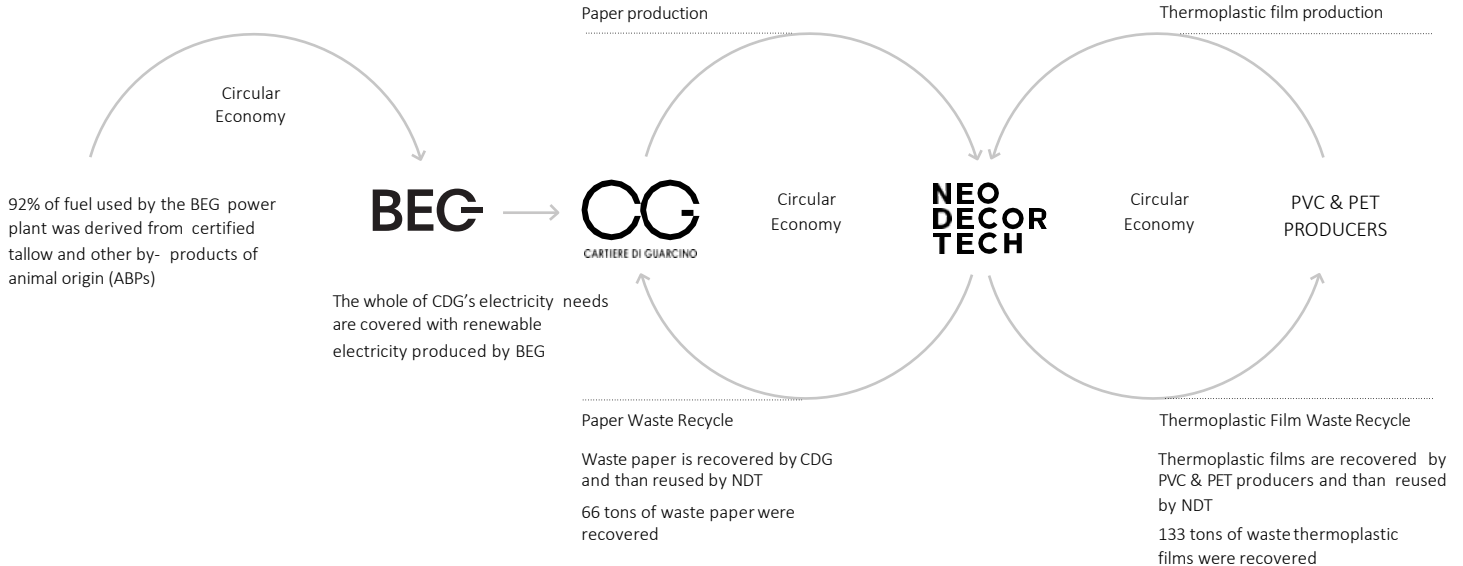 Paper production
Thermoplastic film production
Circular
Economy
92% of fuel used by the BEG power
plant was derived from certified
tallow and other by- products of
animal origin (ABPs)
BEG
The whole of CDG's electricity needs
are covered with renewable
electricity produced by BEG
CG
CARTIERE DI GUARCINO
Circular
Economy
NEO
DECOR
TECH
Circular
Economy
PVC & PET
PRODUCERS
Paper Waste Recycle
Waste paper is recovered by CDG
and than reused by NDT
66 tons of waste paper were
recovered
Thermoplastic Film Waste Recycle
Thermoplastic films are recovered by
PVC & PET producers and than reused
by NDT
133 tons of waste thermoplastic
films were recovered